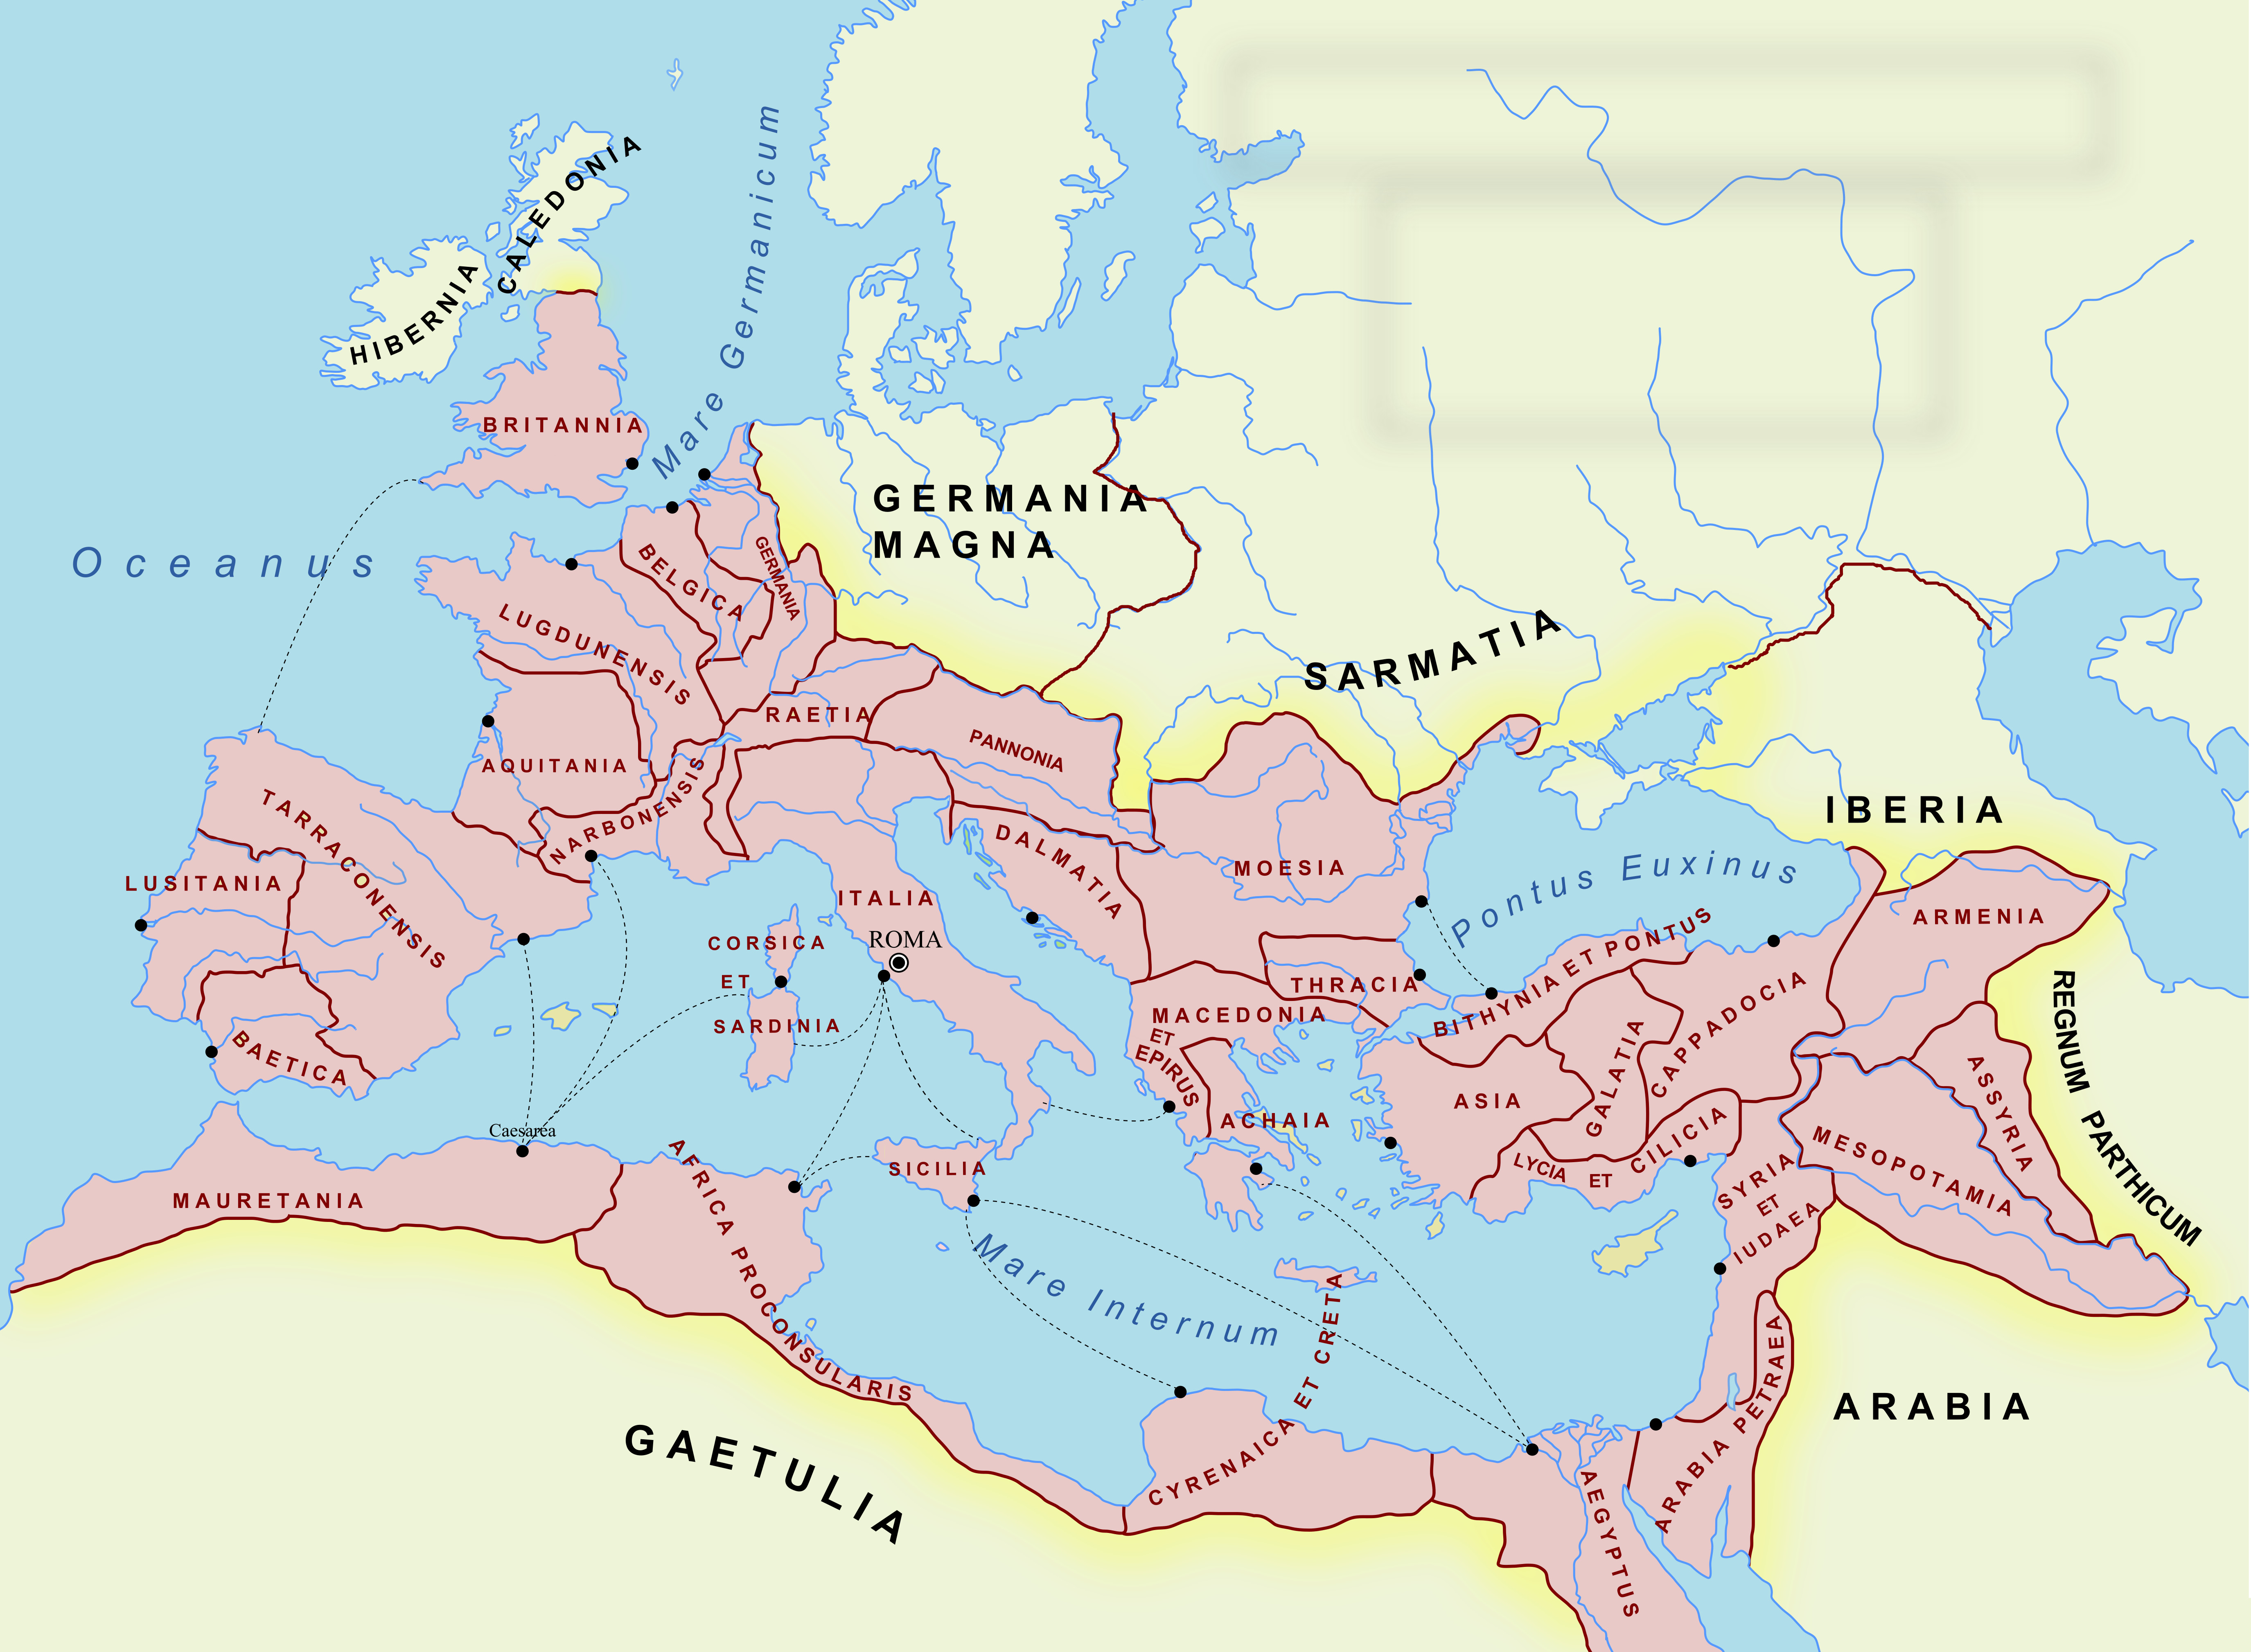 CALEDONIA
HIBERNIA
Mare Germanicum
BRITANNIA
Oceanus
GERMANIA
MAGNA
BELGICA
GERMANIA
LUGDUNENSIS
SARMATIA
RAETIA
PANNONIA
AQUITANIA
NARBONENSIS
TARRACONENSIS
LUSITANIA
BAETICA
DALMATIA
MOESIA
IBERIA
Pontus Euxinus
ITALIA
ROMA
CORSICA
ET
SARDINIA
THRACIA
MACEDONIA
ET
EPIRUS
BITHYNIA ET PONTUS
ARMENIA
REGNUM PARTHICUM
CAPPADOCIA
GALATIA
ASIA
ACHAIA
LYCIA ET CILICIA
ASSYRIA
MESOPOTAMIA
SYRIA
ET
IUDAEA
Caesarea
MAURETANIA
AFRICA PROCONSULARIS
SICILIA
Mare Internum
CYRENAICA ET CRETA
ARABIA PETRAEA
ARABIA
GAETULIA
AEGYPTUS